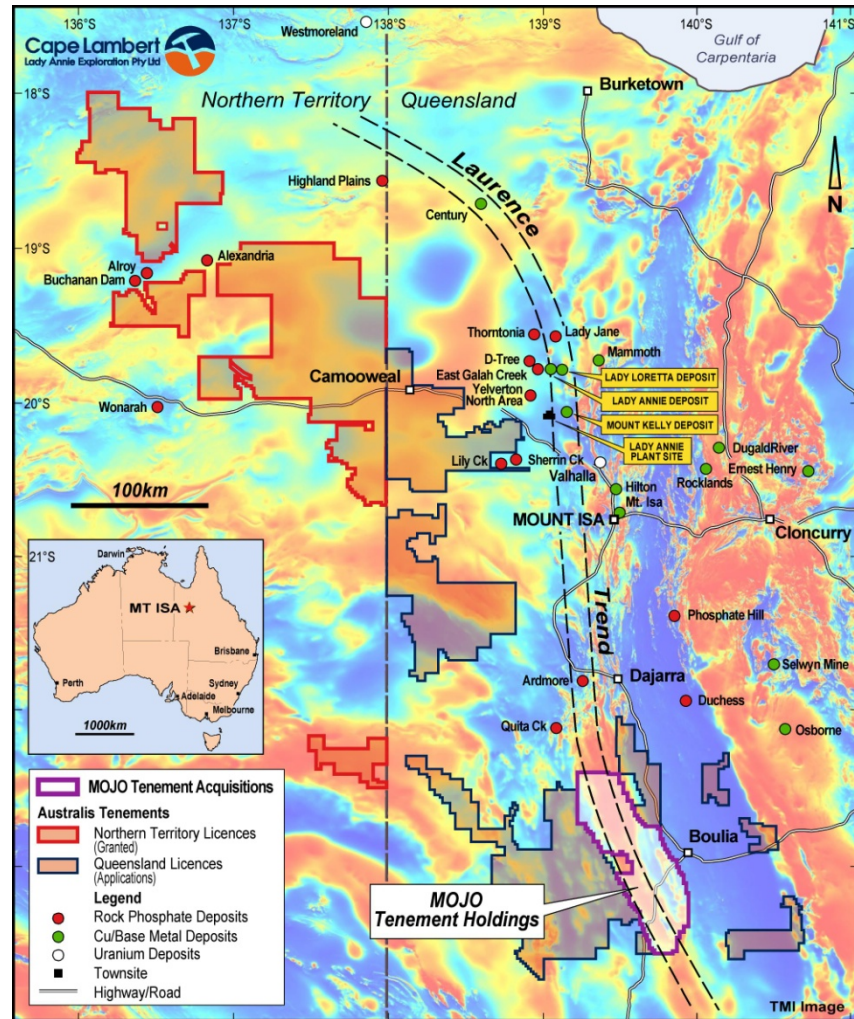 136°S
137°S
138°S
139°S
140°S
141°S
Westmoreland
Cape Lambert
Lady Annie Exploration Pty Ltd
Gulf of
Carpentaria
18°S
Northern Territory
Queensland
Burketown
Laurence
Highland Plains
Century
N
19°S
Alexandria
Alroy
Buchanan Dam
Thorntonia
Lady Jane
D-Tree
Mammoth
East Galah Creek
LADY LORETTA DEPOSIT
Camooweal
Yelverton
North Area
LADY ANNIE DEPOSIT
20°S
Wonarah
MOUNT KELLY DEPOSIT
LADY ANNIE
PLANT SITE
DugaldRiver
Lily Ck
Sherrin Ck
Valhalla
Ernest Henry
Rocklands
100km
Hilton
Mt. Isa
MOUNT ISA
Cloncurry
21°S
Darwin
MT ISA
Brisbane
Perth
Sydney
Adelaide
Melbourne
1000km
Trend
Phosphate Hill
Selwyn Mine
Ardmore
Dajarra
Duchess
Quita Ck
Osborne
MOJO Tenement Acquisitions
Australis Tenements
Northern Territory Licences
(Granted)
Queensland Licences
(Applications)
Legend
Rock Phosphate Deposits
Cu/Base Metal Deposits
Uranium Deposits
Townsite
Highway/Road
Boulia
MOJO
Tenement Holdings
TMI Image